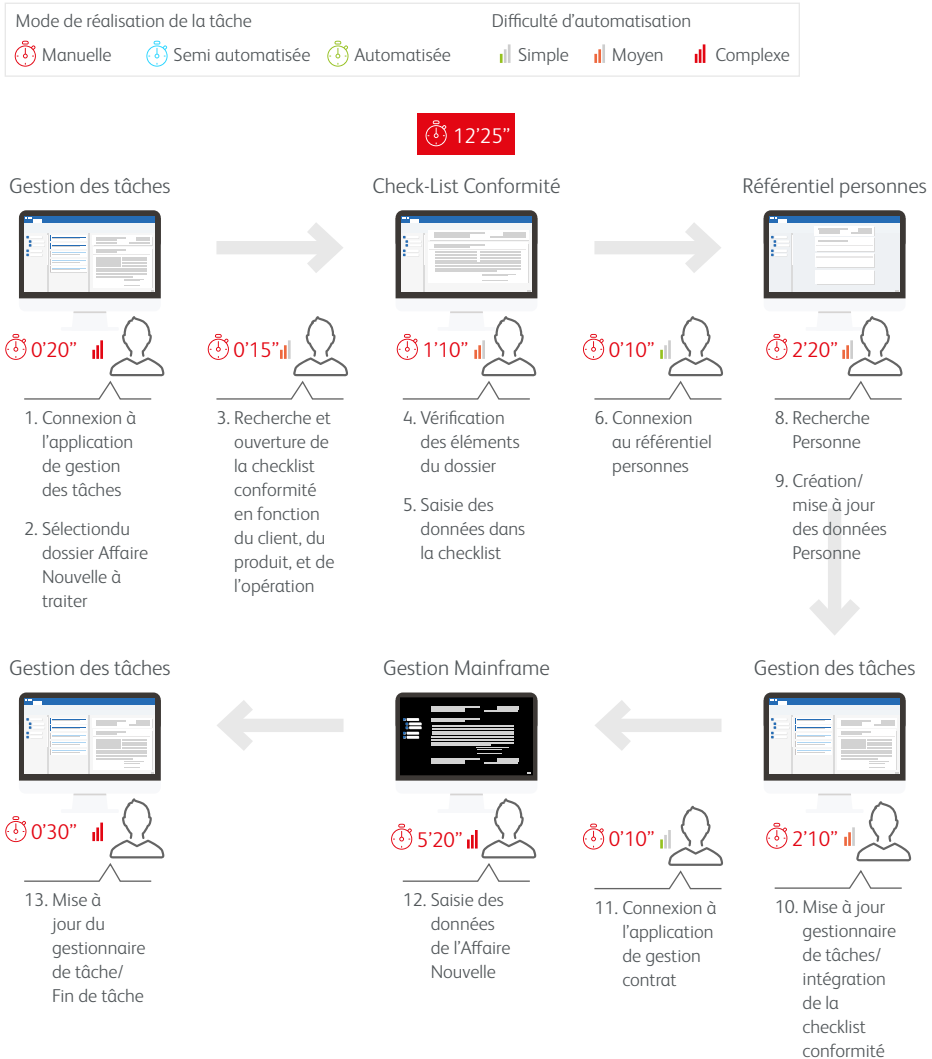 Mode de réalisation de la tâche
Manuelle
Semi automatisée
Automatisée
Difficulté d'automatisation
Simple
Moyen
Complexe
12'25”
Gestion des tâches
0'20”
1. Connexion à
l'application
de gestion
des tâches
2. Sélectiondu
dossier Affaire
Nouvelle à
traiter
0'15”
3. Recherche et
ouverture de
la checklist
conformité
en fonction
du client, du
produit, et de
l'opération
Check-List Conformité
1'10”
4. Vérification
des éléments
du dossier
5. Saisie des
données dans
la checklist
0'10”
6. Connexion
au référentiel
personnes
Référentiel personnes
2'20”
8. Recherche
Personne
9. Création/
mise à jour
des données
Personne
Gestion des tâches
2'10”
10. Mise à jour
gestionnaire
de tâches/
intégration
de la
checklist
conformité
0'10”
11. Connexion à
l'application
de gestion
contrat
Gestion Mainframe
5'20”
12. Saisie des
données
de l'Affaire
Nouvelle
Gestion des tâches
0'30”
13. Mise à
jour du
gestionnaire
de tâche/
Fin de tâche